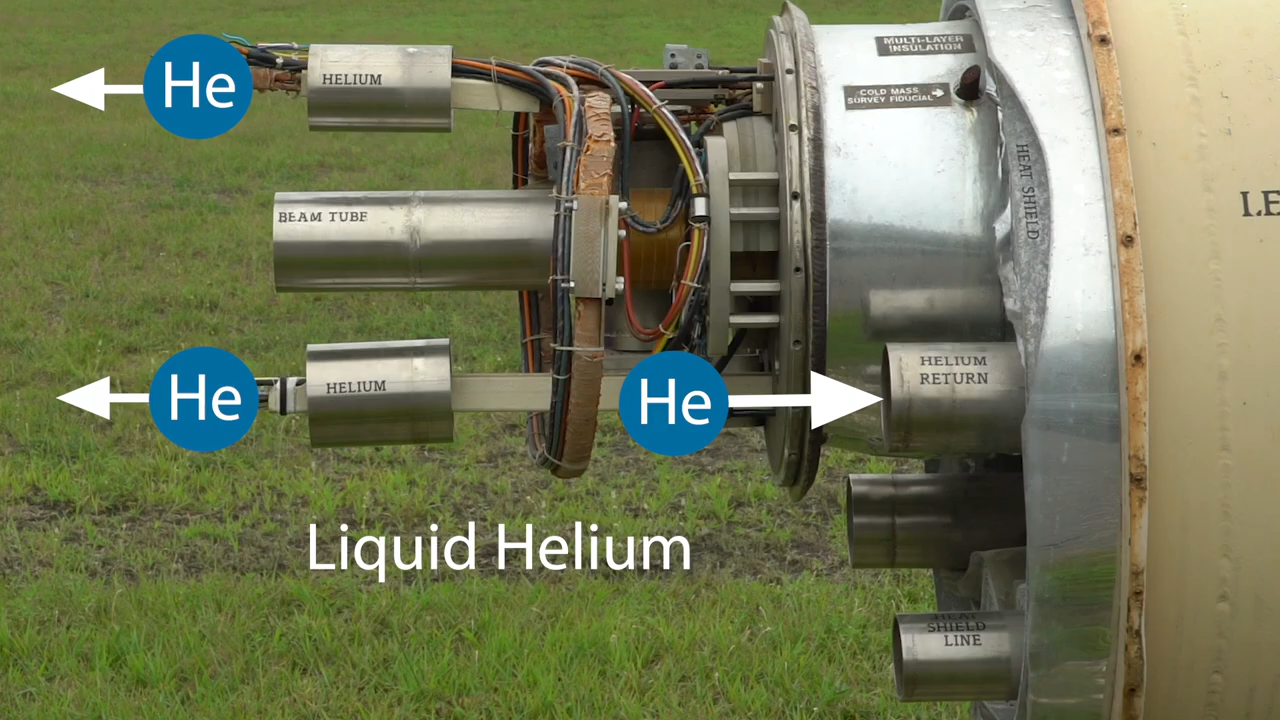 MULTI-LAYER
INSULATION
He
HELIUM
COLD MASS
SURVEY FIDUCIAL
HEAT SHIELD
BEAM TUBE
HELIUM
RETURN
He
HELIUM
He
Liquid Helium
HEAT
SHIELD
LINE